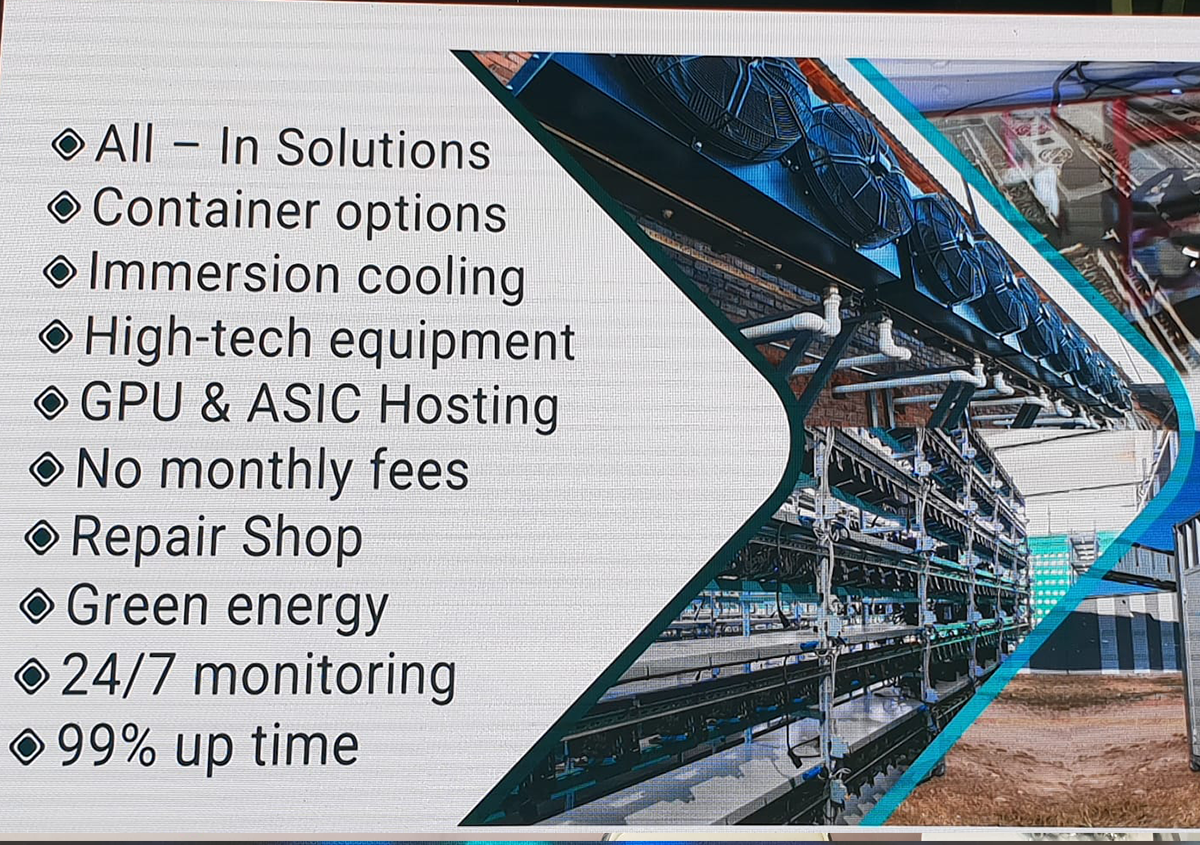 All – In Solutions
Container options
Immersion cooling
High-tech equipment
GPU & ASIC Hosting
No monthly fees
Repair Shop
Green energy
24/7 monitoring
99% up time